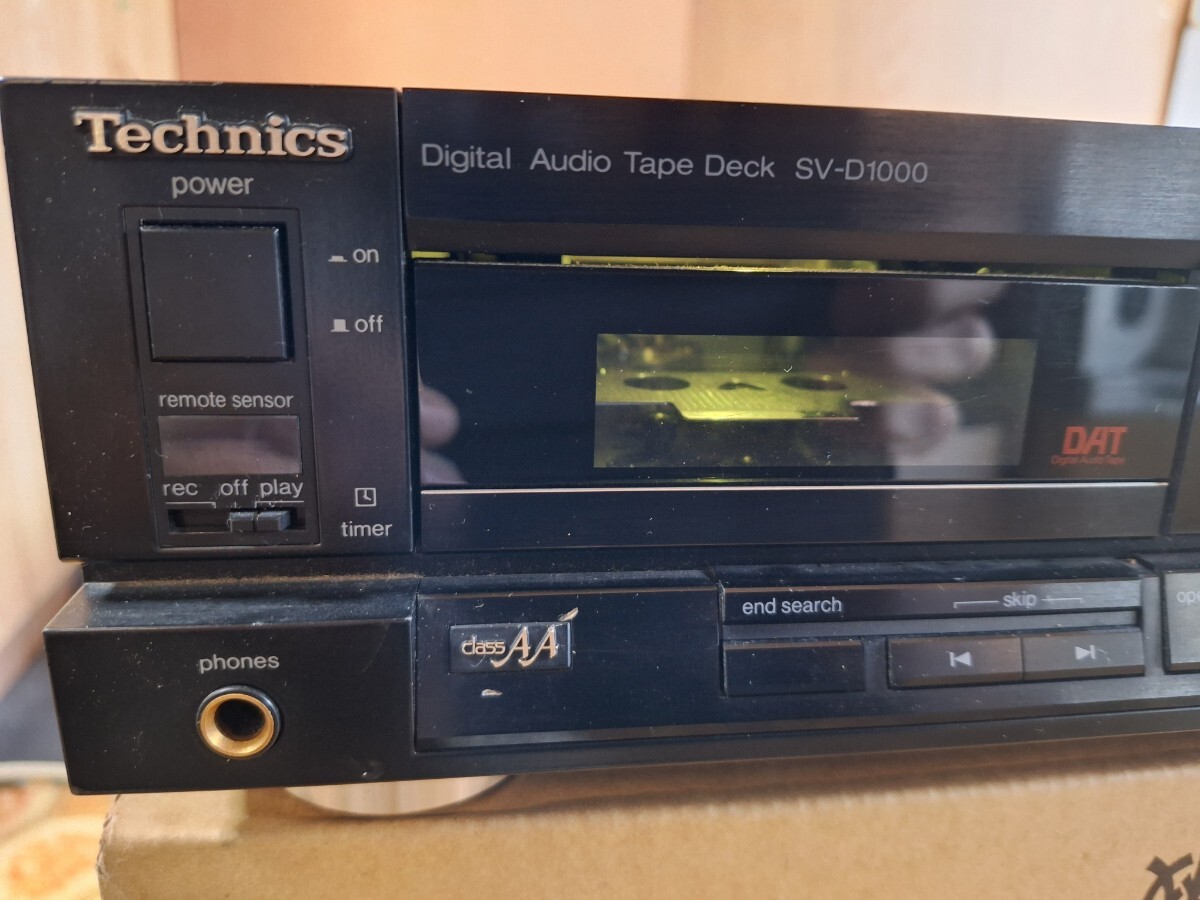 Technics
power
on
off
remote sensor
rec off play
timer
phones
Digital Audio Tape Deck SV-D1000
DAT
Digital Audio Tape
class AA
end search
skip